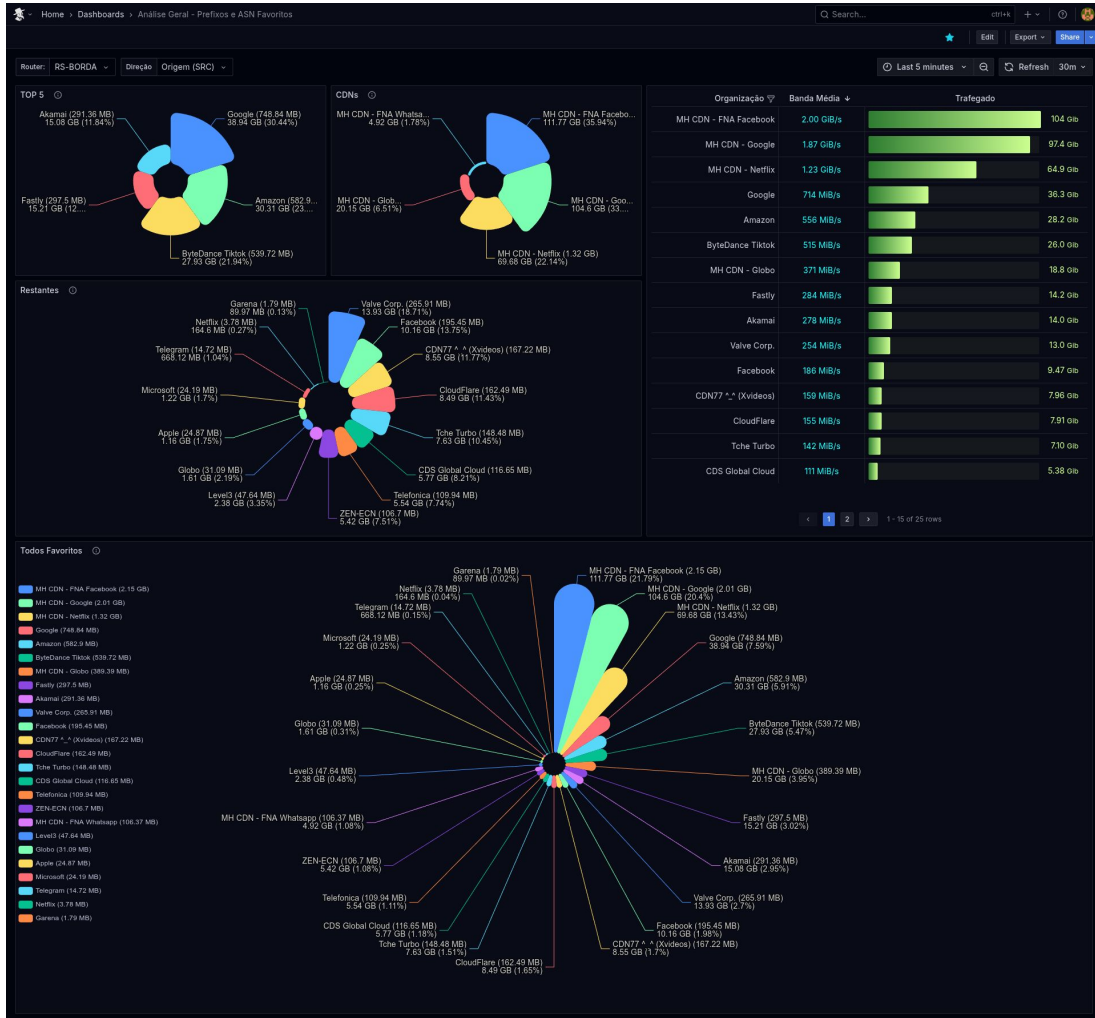 Home › Dashboards › Análise Geral - Prefixos e ASN Favoritos
Search...
ctrl+k
Edit
Export
Share
Router:
RS-BORDA
Direção
Origem (SRC)
Last 5 minutes
Refresh
30m
TOP 5
Akamai (291.36 MB)
15.08 GB (11.84%)
Google (748.84 MB)
38.94 GB (30.44%)
Fastly (297.5 MB)
15.21 GB (12....
Amazon (582.9...
30.31 GB (23....
ByteDance Tiktok (539.72 MB)
27.93 GB (21.94%)
CDNs
MH CDN - FNA Whatsa...
4.92 GB (1.78%)
MH CDN - FNA Facebo...
111.77 GB (35.94%)
MH CDN - Glob...
20.15 GB (6.51%)
MH CDN - Goo...
104.6 GB (33....
MH CDN - Netflix (1.32 GB)
69.68 GB (22.14%)
Organização
Banda Média ↓
Trafegado
MH CDN - FNA Facebook 2.00 GiB/s 104 Gib
MH CDN - Google 1.87 GiB/s 97.4 Gib
MH CDN - Netflix 1.23 GiB/s 64.9 Gib
Google 714 MiB/s 36.3 Gib
Amazon 556 MiB/s 28.2 Gib
ByteDance Tiktok 515 MiB/s 26.0 Gib
MH CDN - Globo 371 MiB/s 18.8 Gib
Fastly 284 MiB/s 14.2 Gib
Akamai 278 MiB/s 14.0 Gib
Valve Corp. 254 MiB/s 13.0 Gib
Facebook 186 MiB/s 9.47 Gib
CDN77 ^_^ (Xvideos) 159 MiB/s 7.96 Gib
CloudFlare 155 MiB/s 7.91 Gib
Tche Turbo 142 MiB/s 7.10 Gib
CDS Global Cloud 111 MiB/s 5.38 Gib
‹ 1 2 › 1 - 15 of 25 rows
Restantes
Garena (1.79 MB)
89.97 MB (0.13%)
Valve Corp. (265.91 MB)
13.93 GB (18.71%)
Netflix (3.78 MB)
164.6 MB (0.27%)
Facebook (195.45 MB)
10.16 GB (13.75%)
Telegram (14.72 MB)
668.12 MB (1.04%)
CDN77 ^_^ (Xvideos) (167.22 MB)
8.55 GB (11.77%)
Microsoft (24.19 MB)
1.22 GB (1.7%)
CloudFlare (162.49 MB)
8.49 GB (11.43%)
Apple (24.87 MB)
1.16 GB (1.75%)
Tche Turbo (148.48 MB)
7.63 GB (10.45%)
Globo (31.09 MB)
1.61 GB (2.19%)
CDS Global Cloud (116.65 MB)
5.77 GB (8.21%)
Level3 (47.64 MB)
2.38 GB (3.35%)
Telefonica (109.94 MB)
5.54 GB (7.74%)
ZEN-ECN (106.7 MB)
5.42 GB (7.51%)
Todos Favoritos
MH CDN - FNA Facebook (2.15 GB)
MH CDN - Google (2.01 GB)
MH CDN - Netflix (1.32 GB)
Google (748.84 MB)
Amazon (582.9 MB)
ByteDance Tiktok (539.72 MB)
MH CDN - Globo (389.39 MB)
Fastly (297.5 MB)
Akamai (291.36 MB)
Valve Corp. (265.91 MB)
Facebook (195.45 MB)
CDN77 ^_^ (Xvideos) (167.22 MB)
CloudFlare (162.49 MB)
Tche Turbo (148.48 MB)
CDS Global Cloud (116.65 MB)
Telefonica (109.94 MB)
ZEN-ECN (106.7 MB)
MH CDN - FNA Whatsapp (106.37 MB)
Level3 (47.64 MB)
Globo (31.09 MB)
Apple (24.87 MB)
Microsoft (24.19 MB)
Telegram (14.72 MB)
Netflix (3.78 MB)
Garena (1.79 MB)
Garena (1.79 MB)
89.97 MB (0.02%)
MH CDN - FNA Facebook (2.15 GB)
111.77 GB (21.79%)
Netflix (3.78 MB)
164.6 MB (0.04%)
MH CDN - Google (2.01 GB)
104.6 GB (20.4%)
Telegram (14.72 MB)
668.12 MB (0.15%)
MH CDN - Netflix (1.32 GB)
69.68 GB (13.43%)
Microsoft (24.19 MB)
1.22 GB (0.25%)
Google (748.84 MB)
38.94 GB (7.59%)
Apple (24.87 MB)
1.16 GB (0.25%)
Amazon (582.9 MB)
30.31 GB (5.91%)
Globo (31.09 MB)
1.61 GB (0.31%)
ByteDance Tiktok (539.72 MB)
27.93 GB (5.47%)
Level3 (47.64 MB)
2.38 GB (0.48%)
MH CDN - Globo (389.39 MB)
20.15 GB (3.95%)
MH CDN - FNA Whatsapp (106.37 MB)
4.92 GB (1.08%)
Fastly (297.5 MB)
15.21 GB (3.02%)
ZEN-ECN (106.7 MB)
5.42 GB (1.08%)
Akamai (291.36 MB)
15.08 GB (2.95%)
Telefonica (109.94 MB)
5.54 GB (1.11%)
Valve Corp. (265.91 MB)
13.93 GB (2.7%)
CDS Global Cloud (116.65 MB)
5.77 GB (1.18%)
Facebook (195.45 MB)
10.16 GB (1.98%)
Tche Turbo (148.48 MB)
7.63 GB (1.51%)
CDN77 ^_^ (Xvideos) (167.22 MB)
8.55 GB (1.7%)
CloudFlare (162.49 MB)
8.49 GB (1.65%)